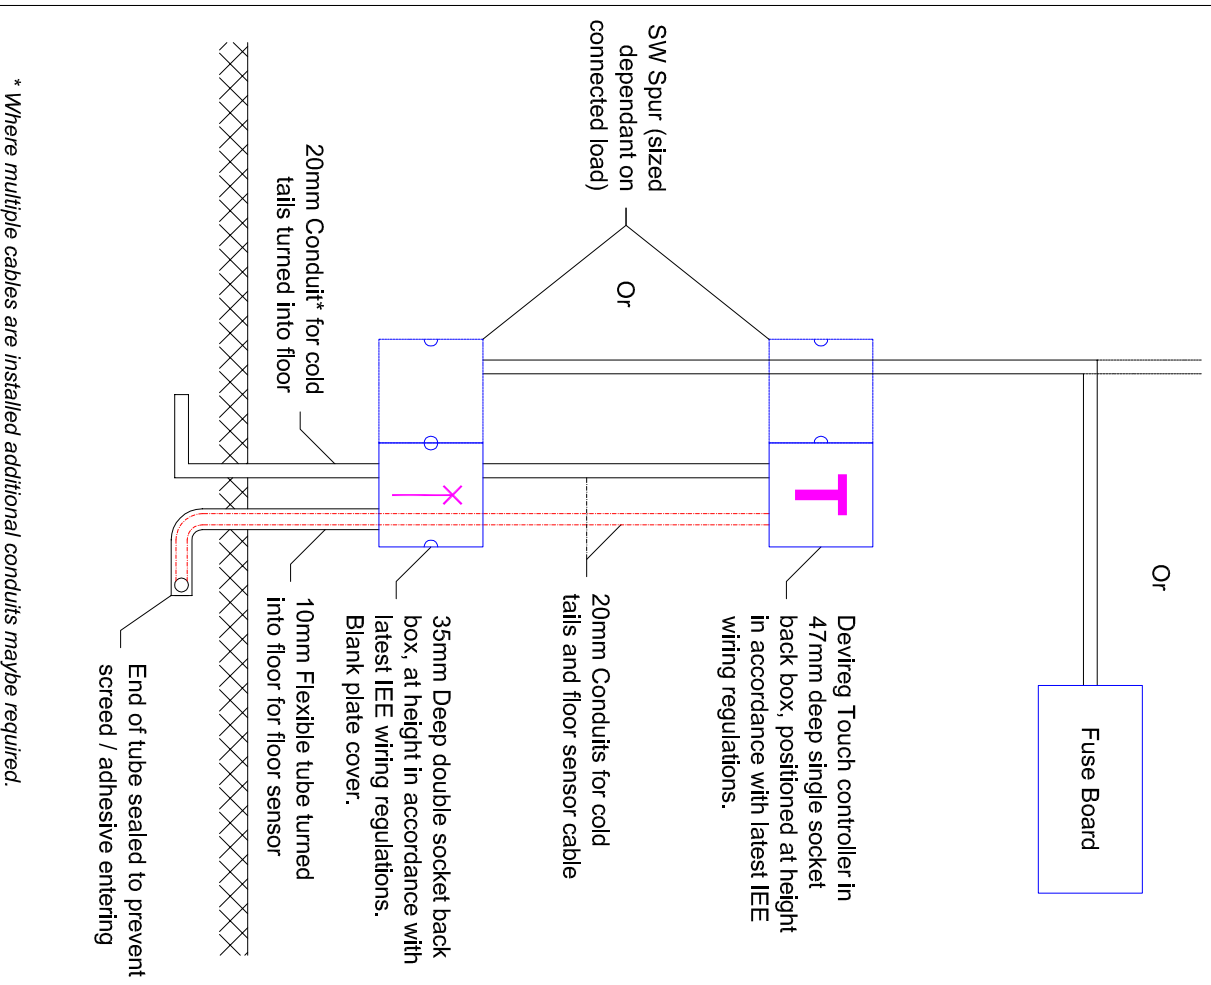 Or
Fuse Board
SW Spur (sized
dependant on
connected load)
Or
T
Devireg Touch controller in
47mm deep single socket
back box, positioned at height
in accordance with latest IEE
wiring regulations.
20mm Conduits for cold
tails and floor sensor cable
35mm Deep double socket back
box, at height in accordance with
latest IEE wiring regulations.
Blank plate cover.
20mm Conduit* for cold
tails turned into floor
10mm Flexible tube turned
into floor for floor sensor
End of tube sealed to prevent
screed / adhesive entering
* Where multiple cables are installed additional conduits maybe required.